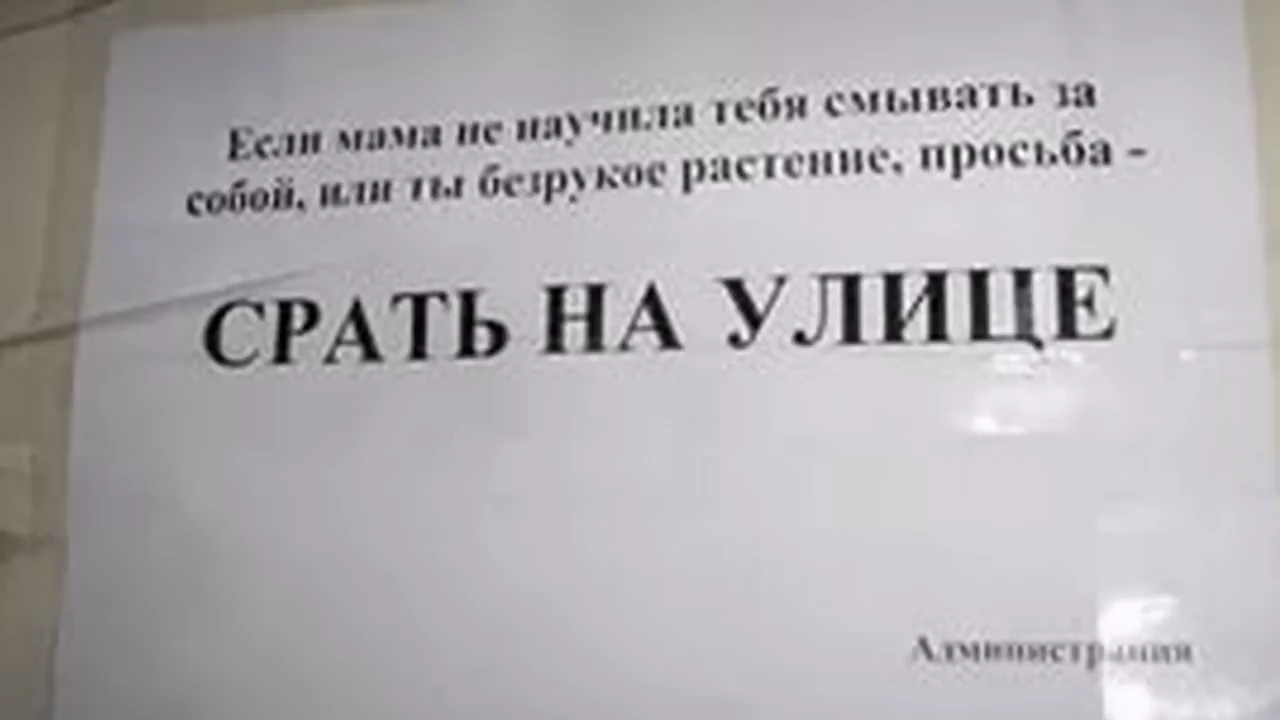 Если мама не научила тебя смывать за
собой, или ты безрукое растение, просьба -
СРАТЬ НА УЛИЦЕ
Администрация